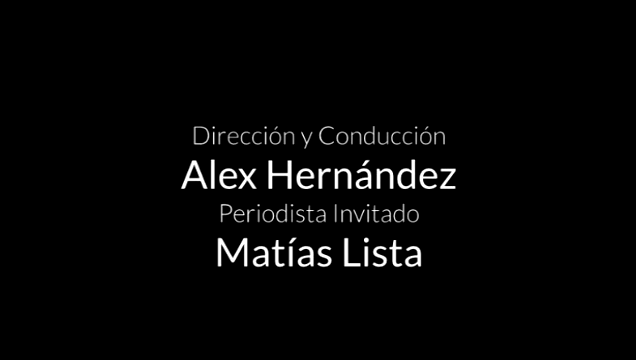 Dirección y Conducción
Alex Hernández
Periodista Invitado
Matías Lista